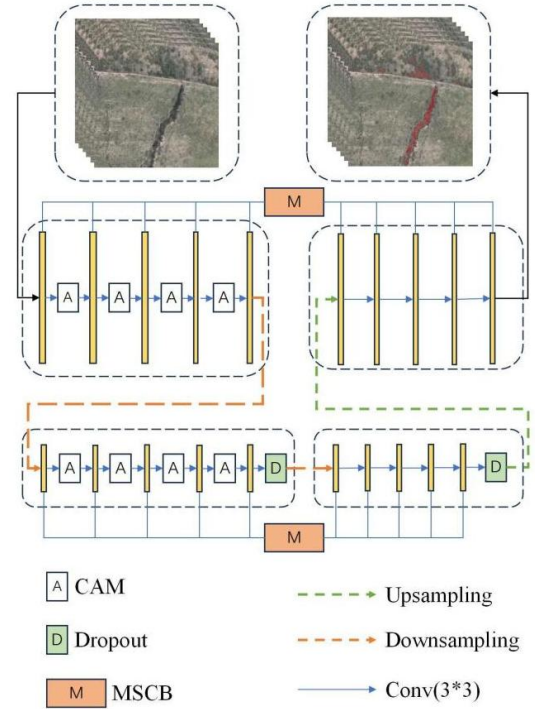 M
A A A A
A A A A D
D
M
A CAM
Upsampling
D Dropout
Downsampling
M MSCB
Conv(3*3)